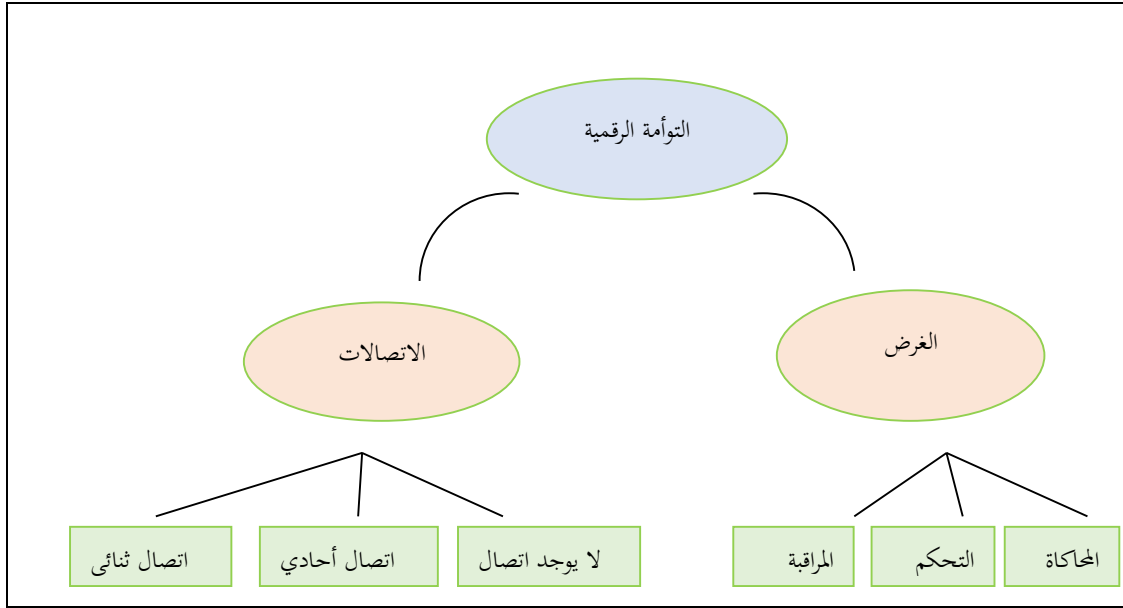 التوأمة الرقمية
الغرض
الاتصالات
المحاكاة
التحكم
المراقبة
لا يوجد اتصال
اتصال أحادي
اتصال ثنائى